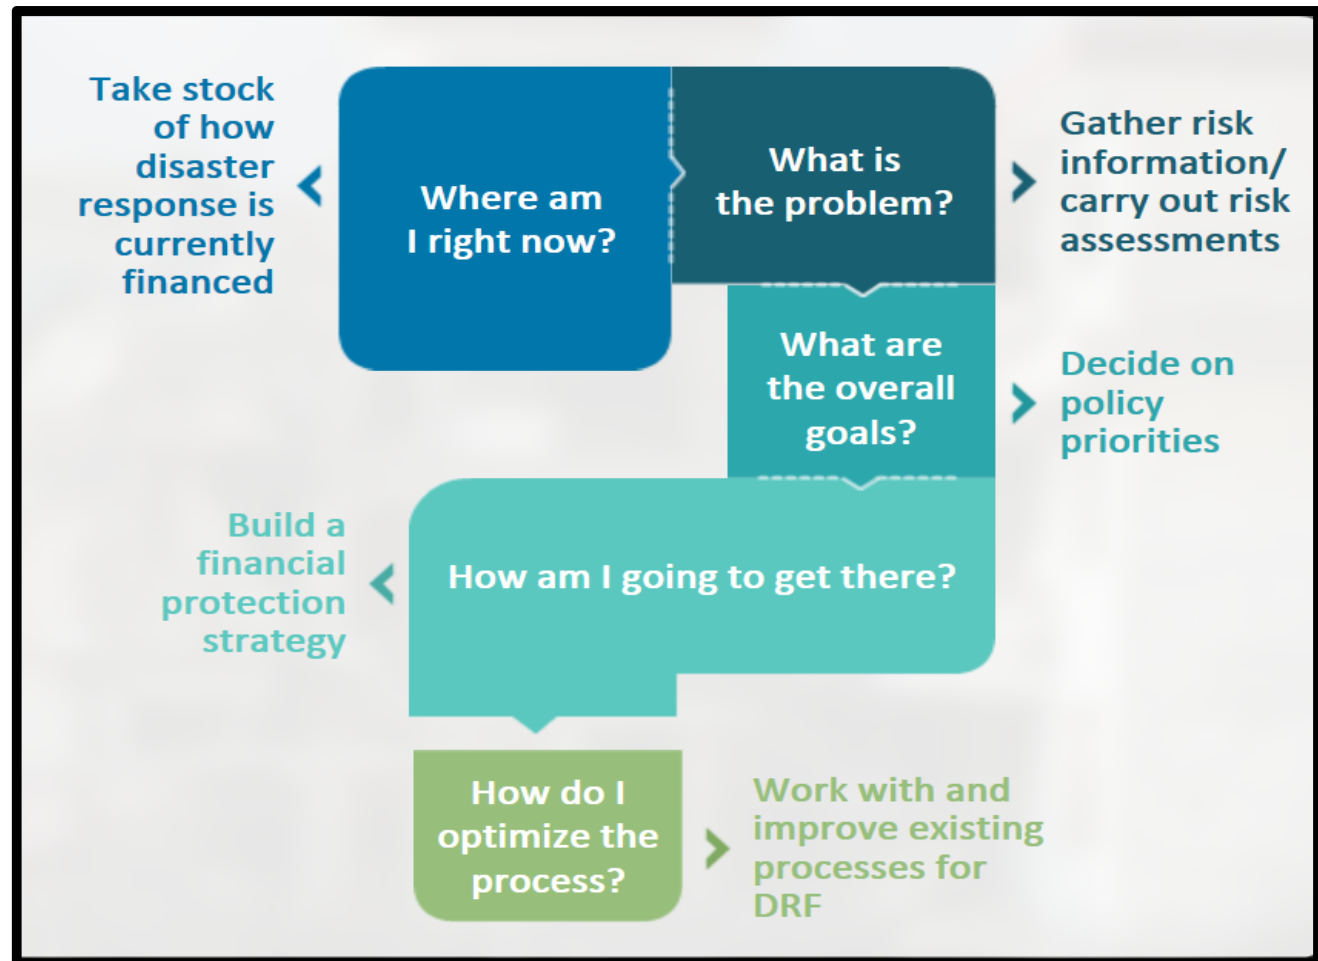 Take stock
of how
disaster
response is
currently
financed
Where am
I right now?
What is
the problem?
Gather risk
information/
carry out risk
assessments
What are
the overall
goals?
Decide on
policy
priorities
Build a
financial
protection
strategy
How am I going to get there?
How do I
optimize the
process?
Work with and
improve existing
processes for
DRF